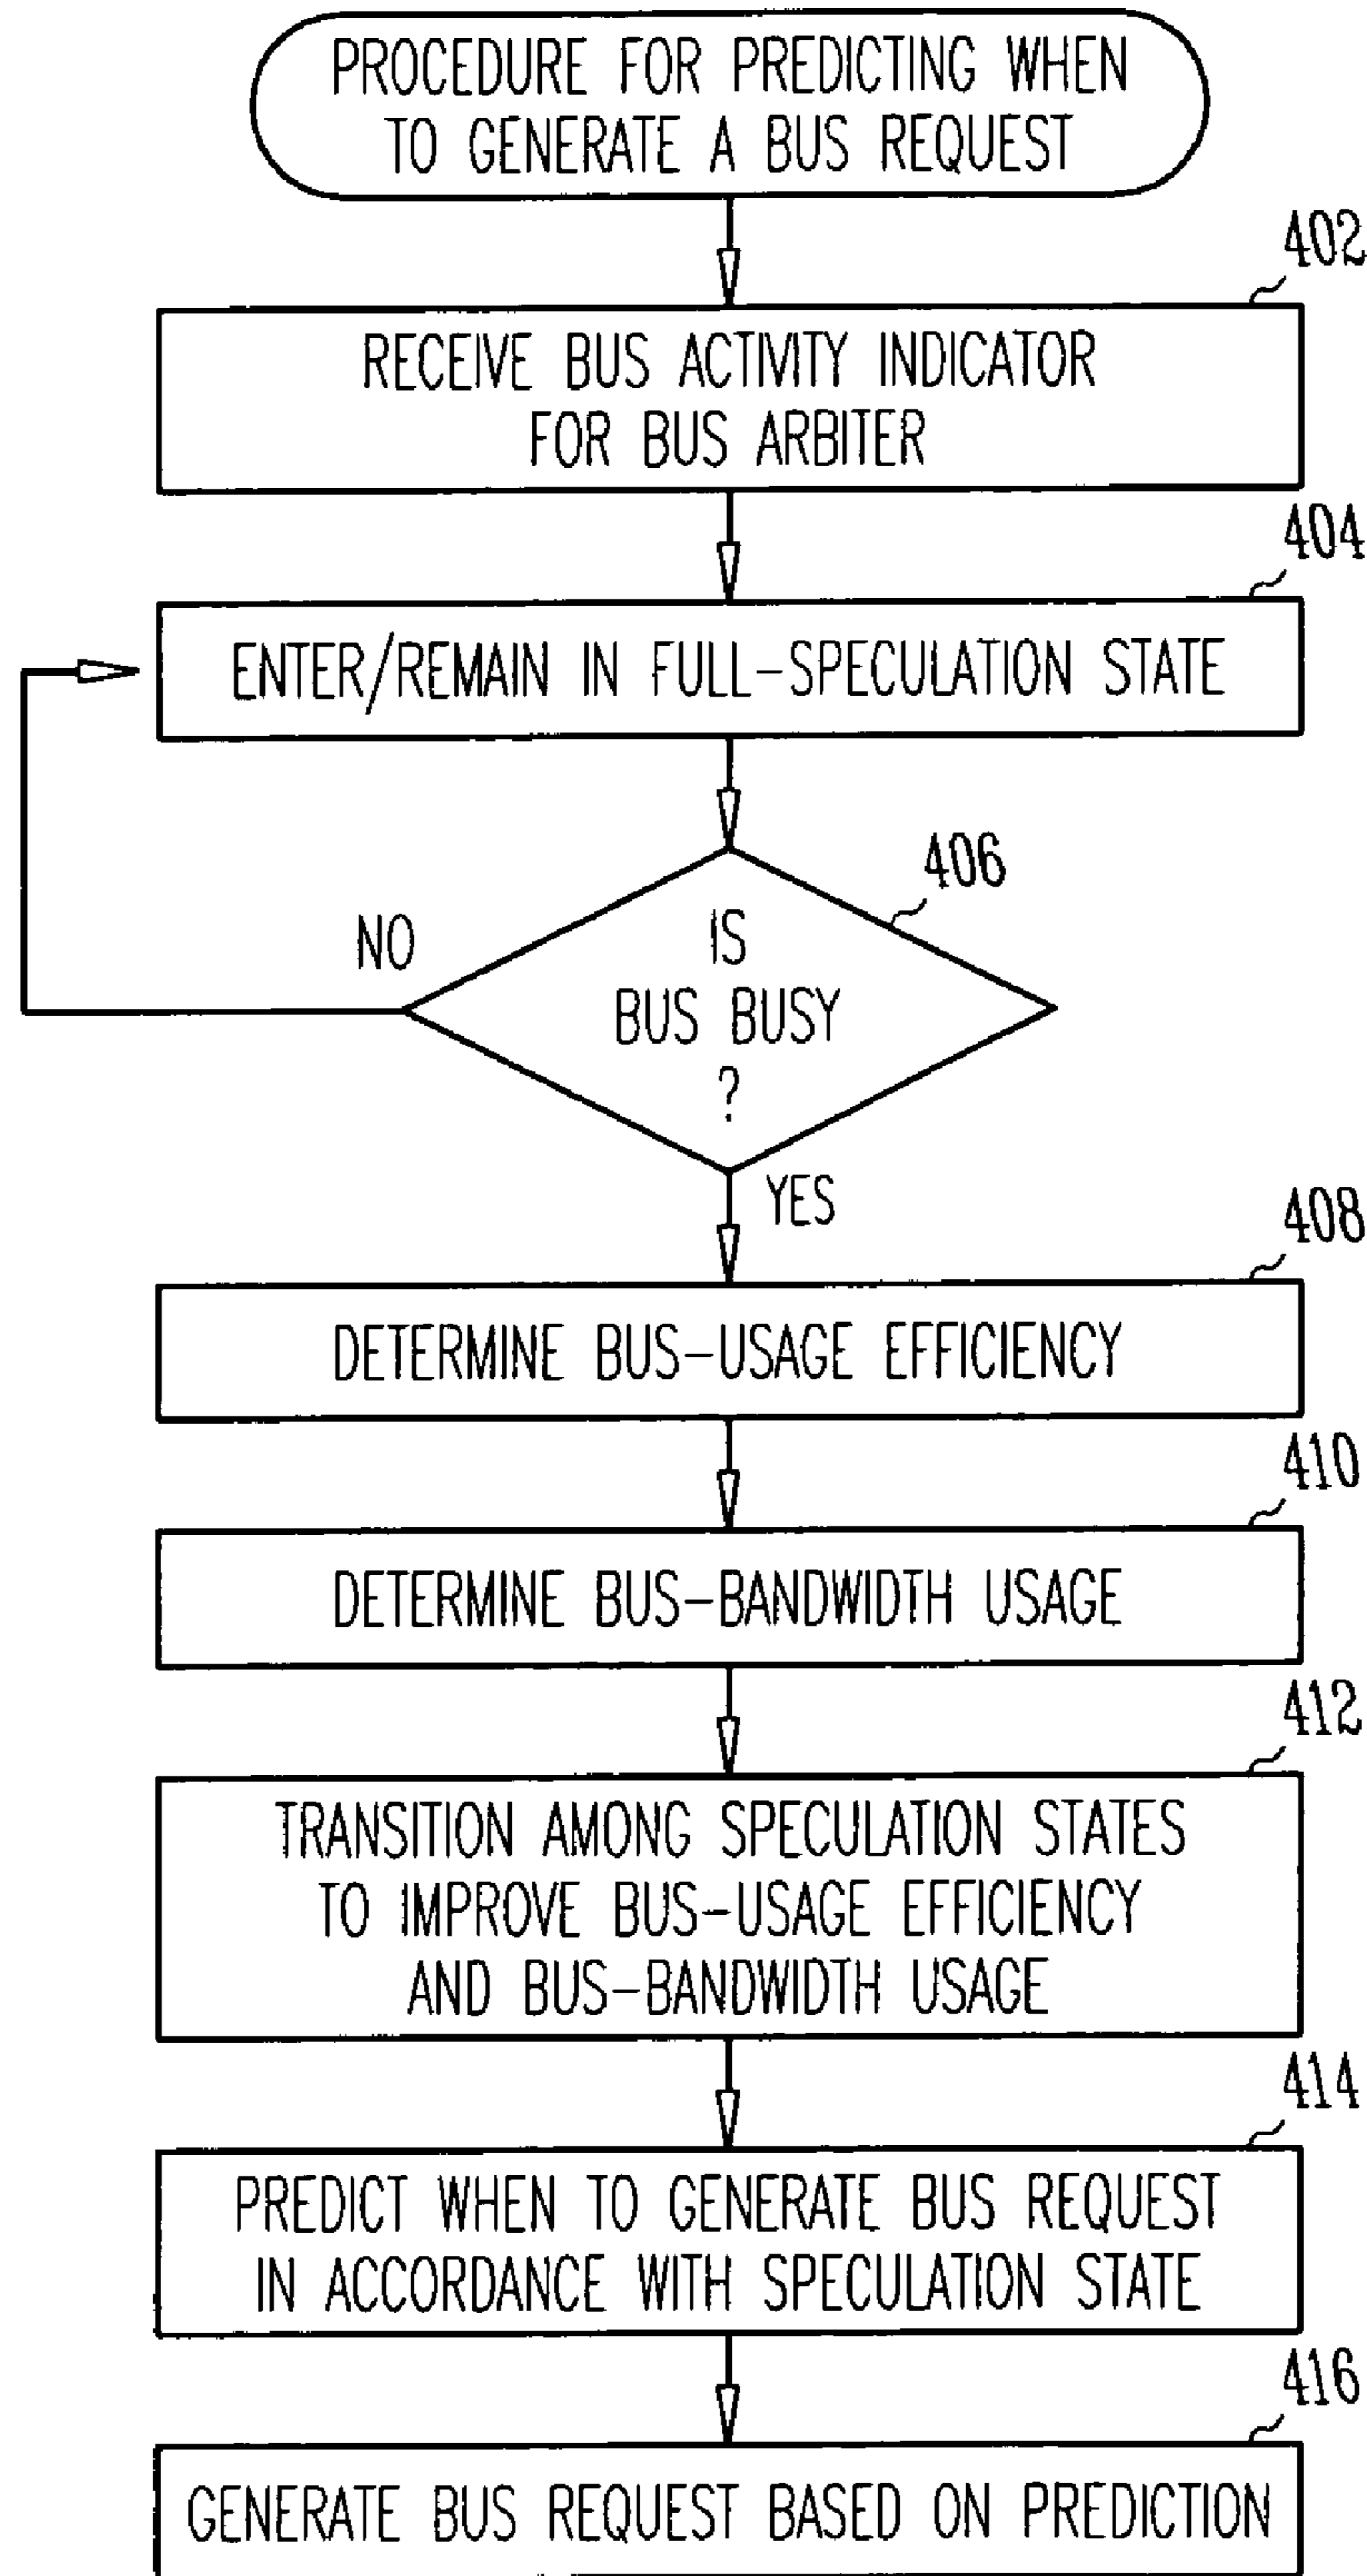 PROCEDURE FOR PREDICTING WHEN
TO GENERATE A BUS REQUEST
402
RECEIVE BUS ACTIVITY INDICATOR
FOR BUS ARBITER
404
ENTER/REMAIN IN FULL-SPECULATION STATE
406
NO
IS
BUS BUSY
?
YES
408
DETERMINE BUS-USAGE EFFICIENCY
410
DETERMINE BUS-BANDWIDTH USAGE
412
TRANSITION AMONG SPECULATION STATES
TO IMPROVE BUS-USAGE EFFICIENCY
AND BUS-BANDWIDTH USAGE
414
PREDICT WHEN TO GENERATE BUS REQUEST
IN ACCORDANCE WITH SPECULATION STATE
416
GENERATE BUS REQUEST BASED ON PREDICTION